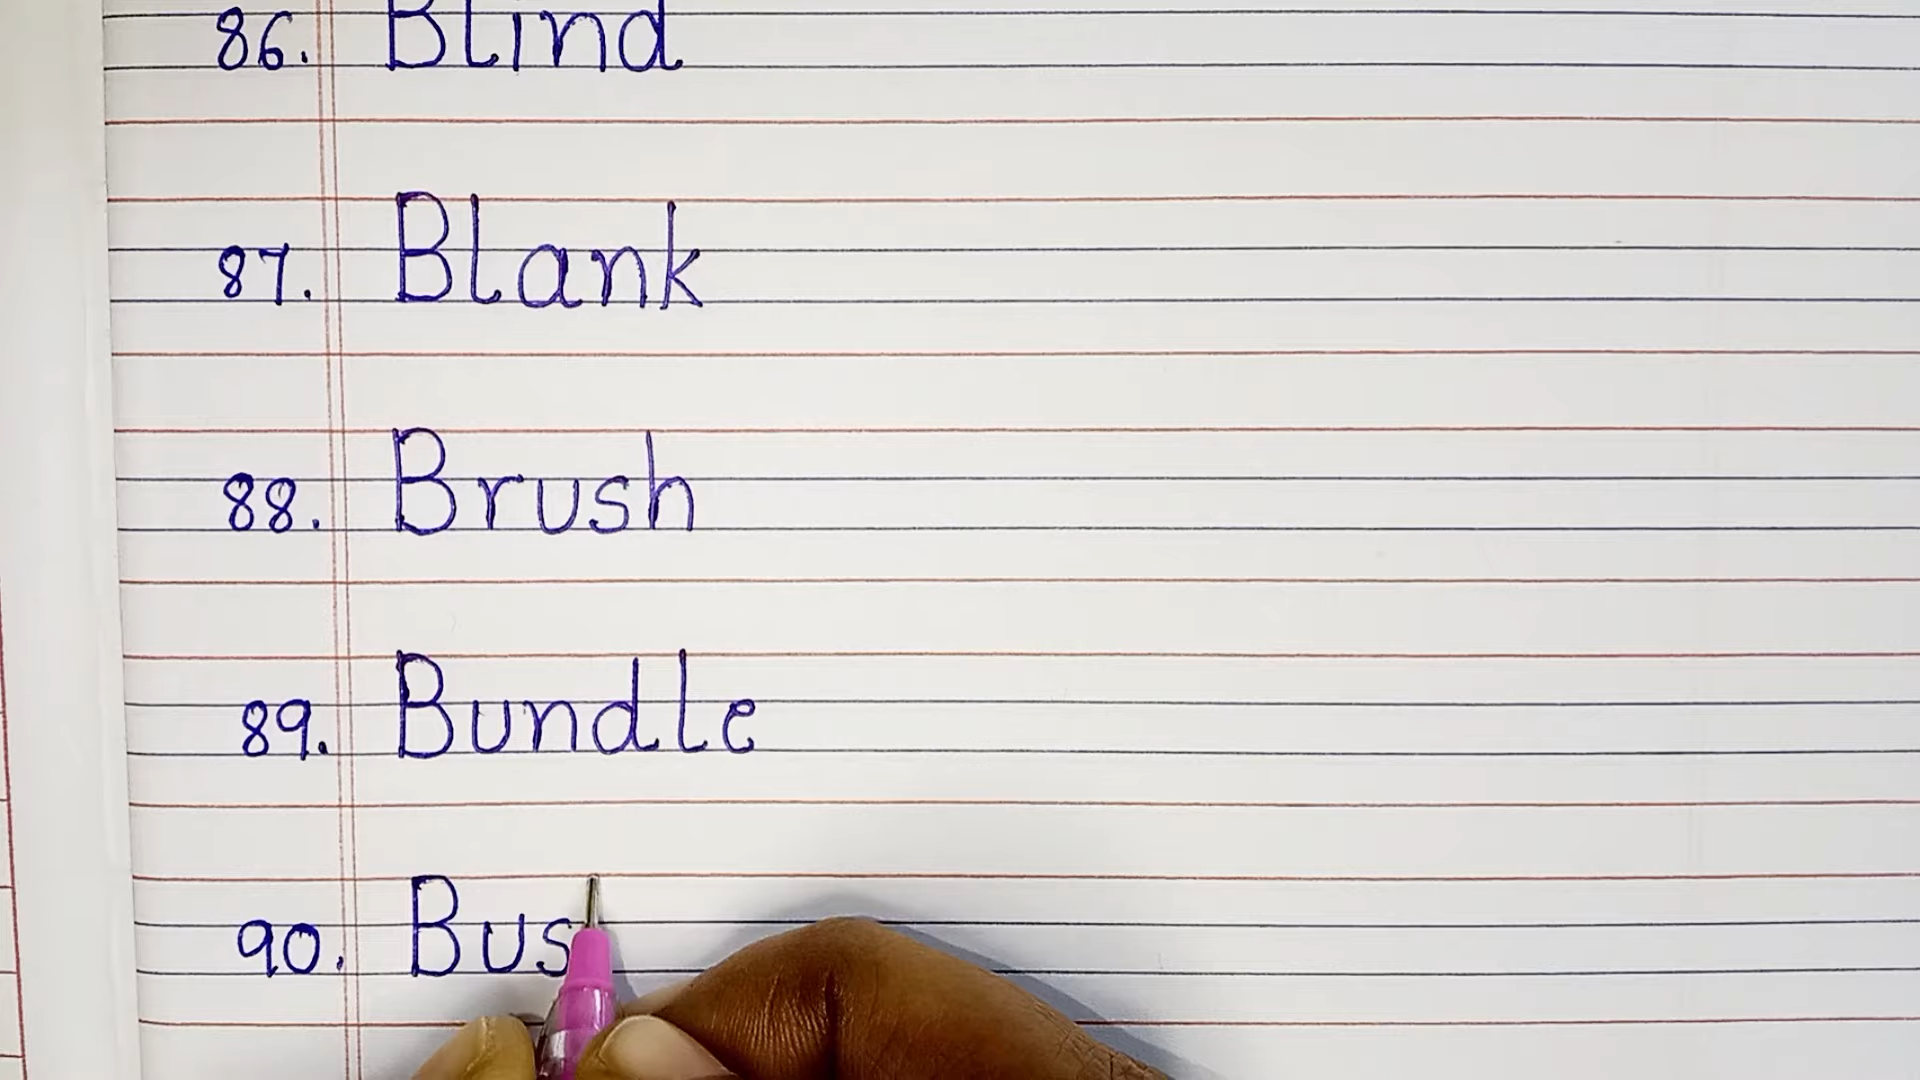 86. Blind
87. Blank
88. Brush
89. Bundle
90. Bus